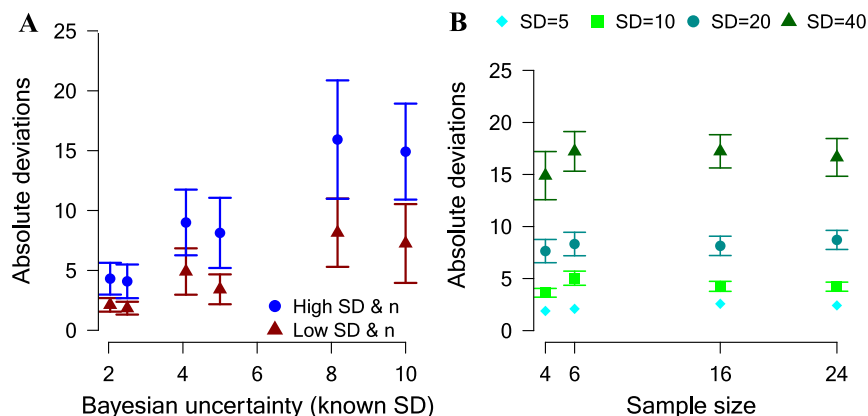 A
Absolute deviations
25
20
15
10
5
0
2 4 6 8 10
Bayesian uncertainty (known SD)
High SD & n
Low SD & n
B
SD=5 SD=10 SD=20 SD=40
Absolute deviations
25
20
15
10
5
0
4 6 16 24
Sample size